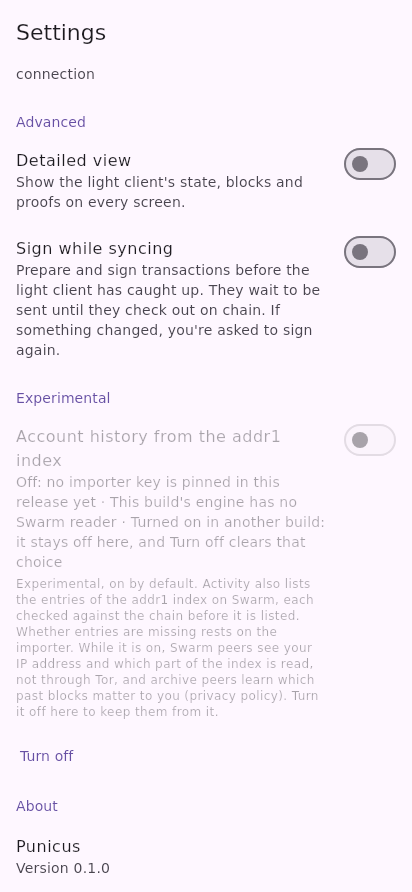 Settings
connection
Advanced
Detailed view
Show the light client's state, blocks and
proofs on every screen.
Sign while syncing
Prepare and sign transactions before the
light client has caught up. They wait to be
sent until they check out on chain. If
something changed, you're asked to sign
again.
Experimental
Account history from the addr1
index
Off: no importer key is pinned in this
release yet · This build's engine has no
Swarm reader · Turned on in another build:
it stays off here, and Turn off clears that
choice
Experimental, on by default. Activity also lists
the entries of the addr1 index on Swarm, each
checked against the chain before it is listed.
Whether entries are missing rests on the
importer. While it is on, Swarm peers see your
IP address and which part of the index is read,
not through Tor, and archive peers learn which
past blocks matter to you (privacy policy). Turn
it off here to keep them from it.
Turn off
About
Punicus
Version 0.1.0